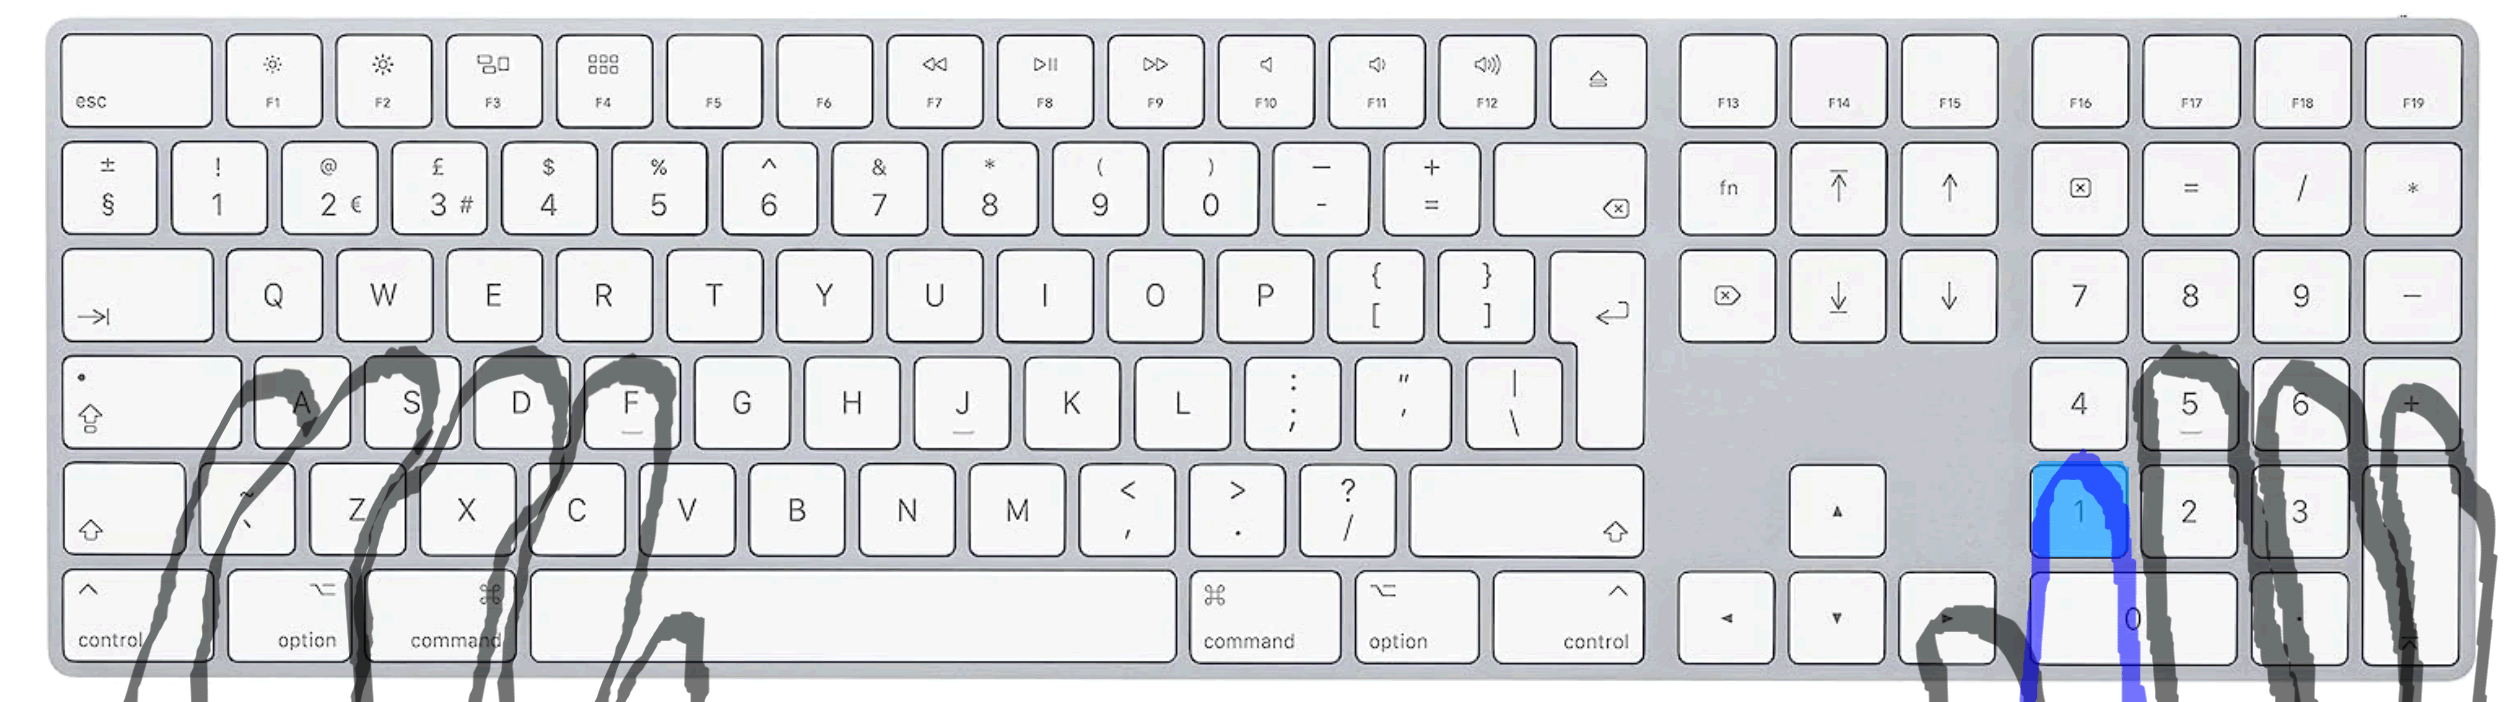 esc F1 F2 F3 F4 F5 F6 F7 F8 F9 F10 F11 F12 F13 F14 F15 F16 F17 F18 F19
± ! @ £ $ % ^ & * ( ) — +
§ 1 2 € 3 # 4 5 6 7 8 9 0 - = fn = / *
Q W E R T Y U I O P { [ } ] 7 8 9 —
A S D F G H J K L : ; " ' | \ 4 5 6 +
~ ` Z X C V B N M < , > . ? / 1 2 3
control option command command option control 0 .